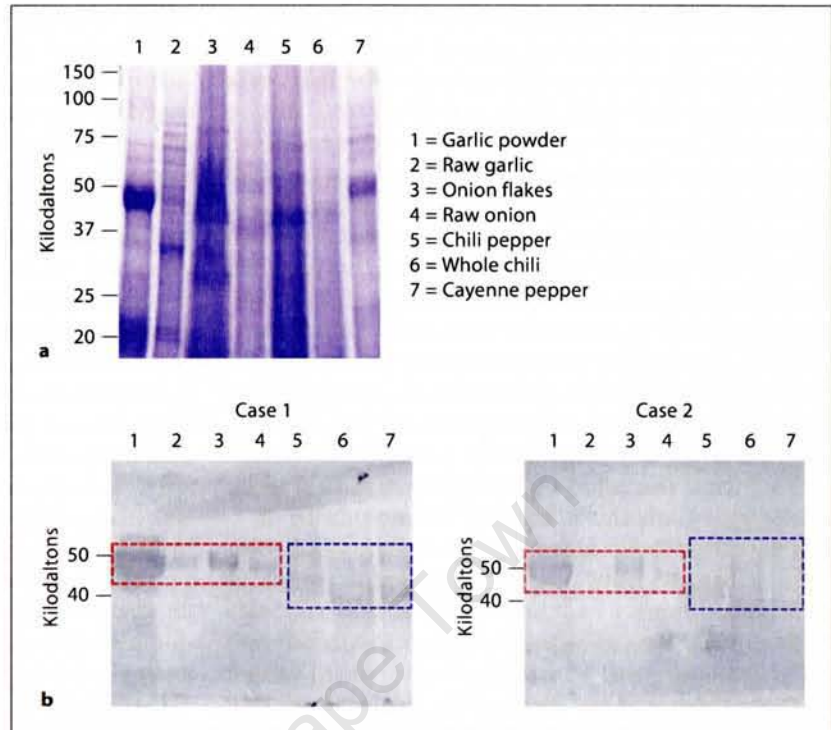 1 2 3 4 5 6 7
150
100
75
50
37
25
20
Kilodaltons
a
1 = Garlic powder
2 = Raw garlic
3 = Onion flakes
4 = Raw onion
5 = Chili pepper
6 = Whole chili
7 = Cayenne pepper
Case 1
1 2 3 4 5 6 7
50
40
Kilodaltons
b
Case 2
1 2 3 4 5 6 7
50
40
Kilodaltons
ape Town